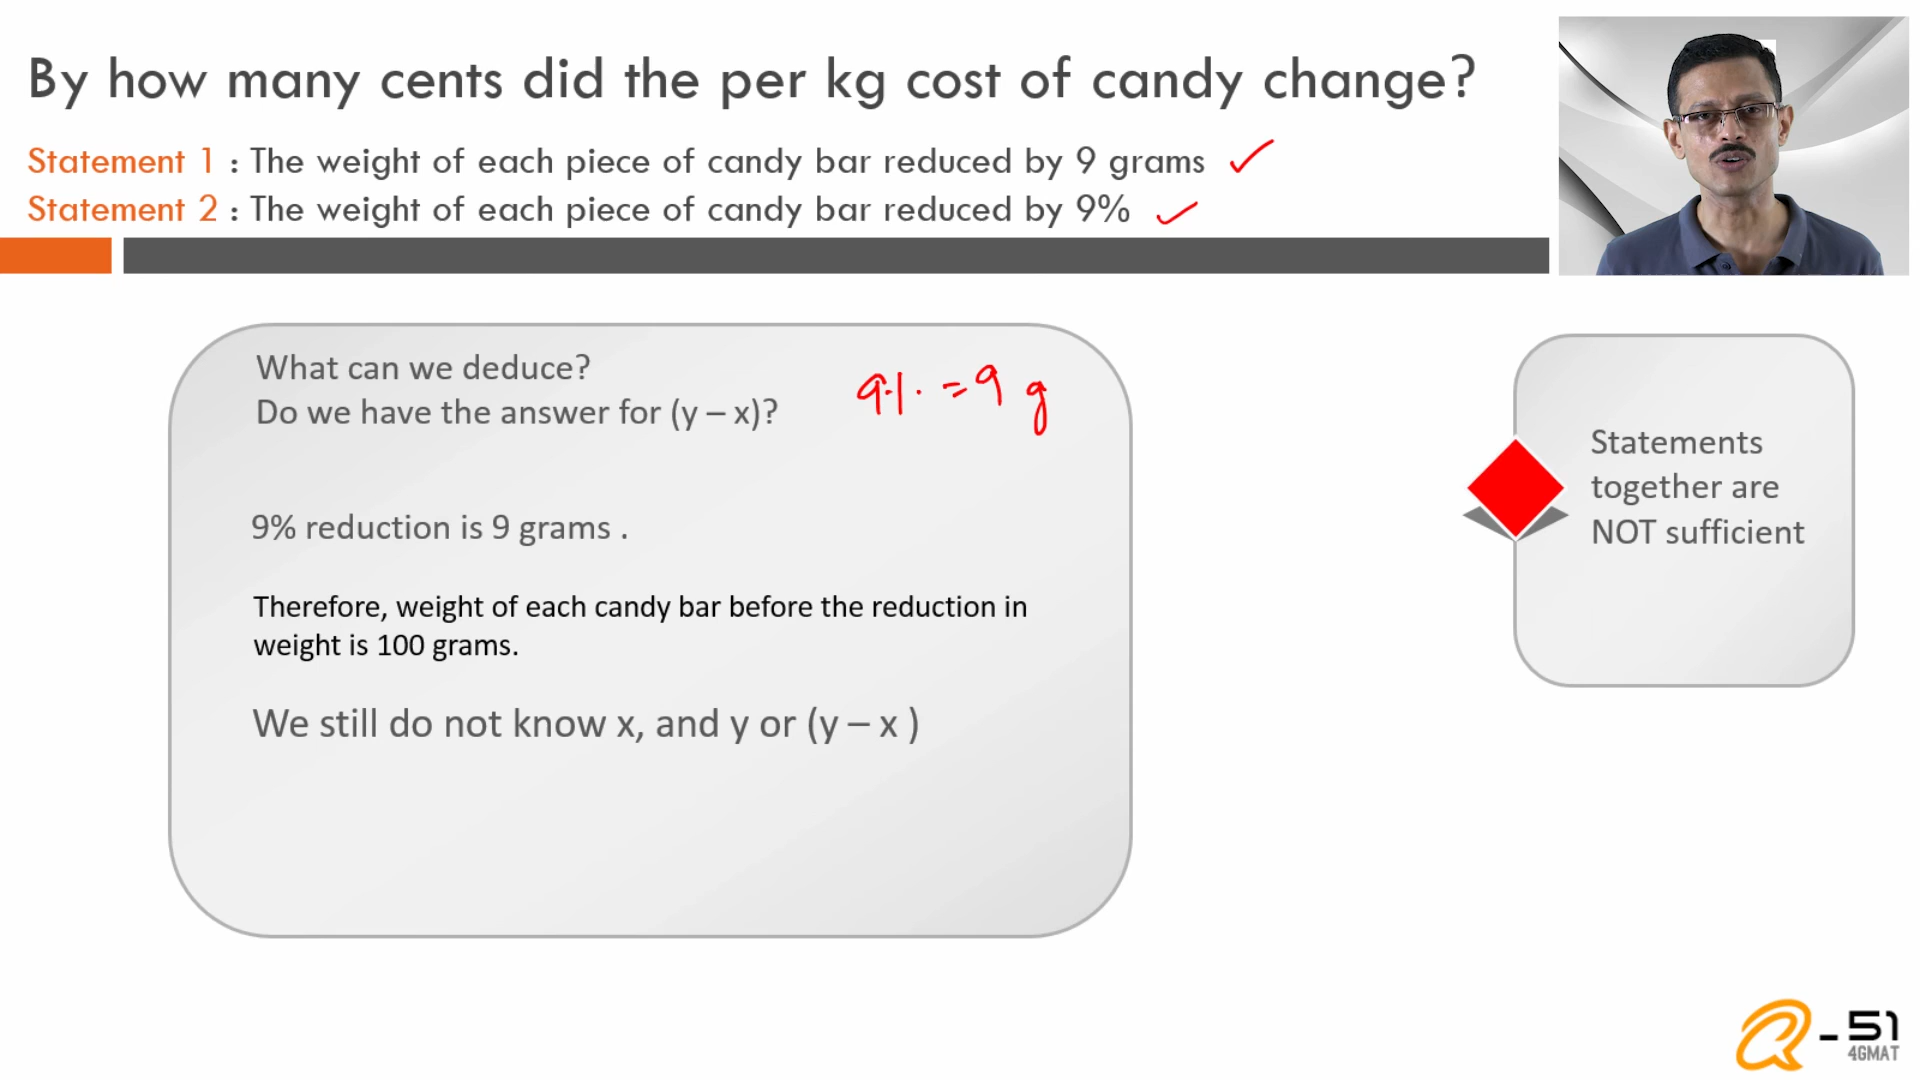 By how many cents did the per kg cost of candy change?
Statement 1 : The weight of each piece of candy bar reduced by 9 grams
Statement 2 : The weight of each piece of candy bar reduced by 9%
What can we deduce?
Do we have the answer for (y – x)?
9% = 9 g
9% reduction is 9 grams .
Therefore, weight of each candy bar before the reduction in
weight is 100 grams.
We still do not know x, and y or (y – x )
Statements
together are
NOT sufficient
Q-51
4GMAT